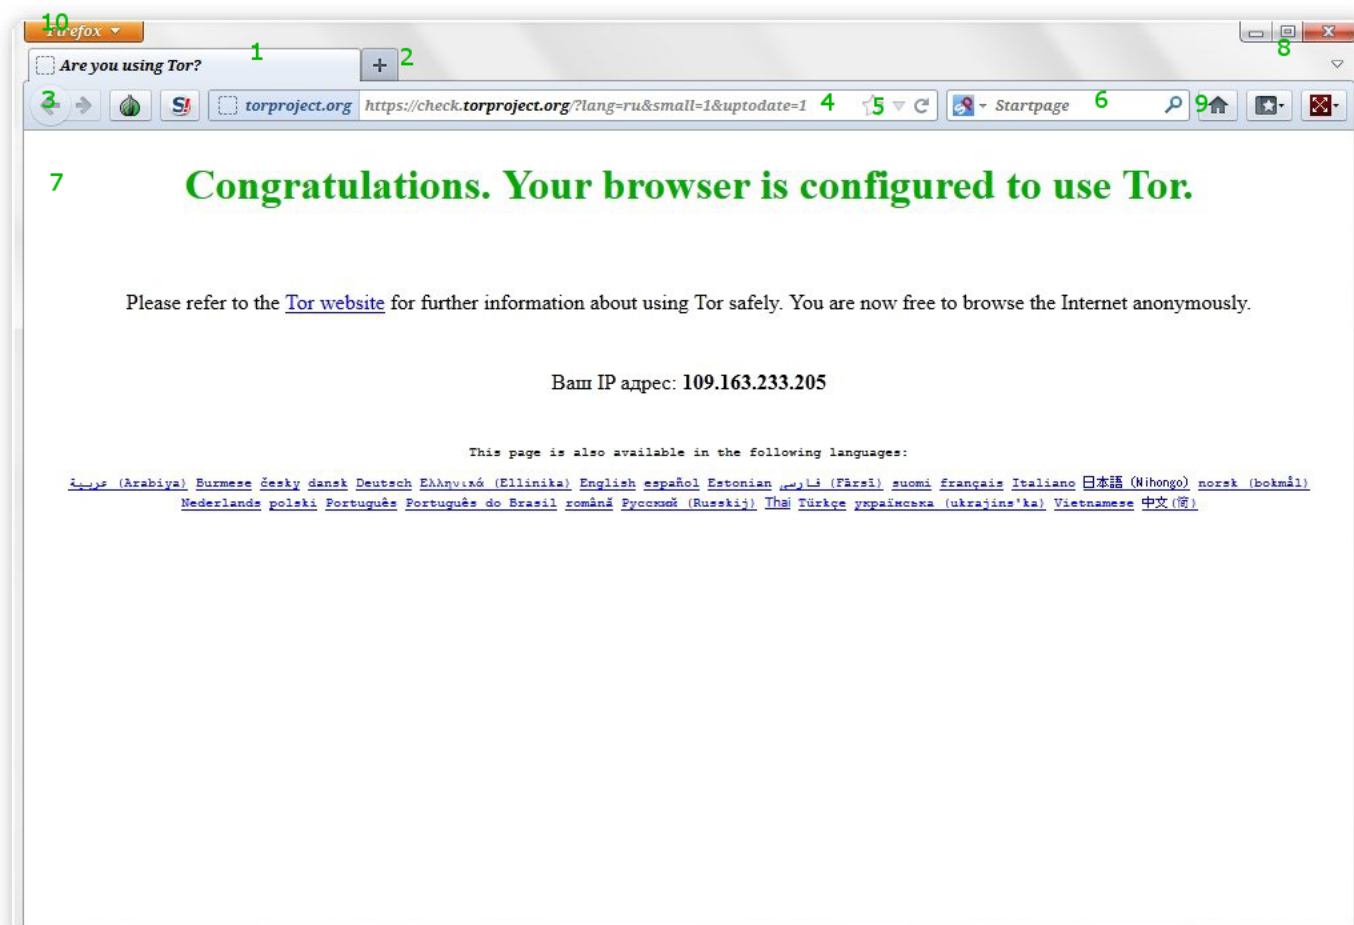 10
Firefox
1
Are you using Tor?
+
2
8
3
S!
torproject.org
https://check.torproject.org/?lang=ru&small=1&uptodate=1
4
5
Startpage
6
9
7
Congratulations. Your browser is configured to use Tor.
Please refer to the Tor website for further information about using Tor safely. You are now free to browse the Internet anonymously.
Ваш IP адрес: 109.163.233.205
This page is also available in the following languages:
عربية (Arabiya) Burmese česky dansk Deutsch Ελληνικά (Ellinika) English español Estonian فارسی (Fārsī) suomi français Italiano 日本語 (Nihongo) norsk (bokmål)
Nederlands polski Português Português do Brasil română Русский (Russkij) Thai Türkçe українська (ukrajins'ka) Vietnamese 中文(简)